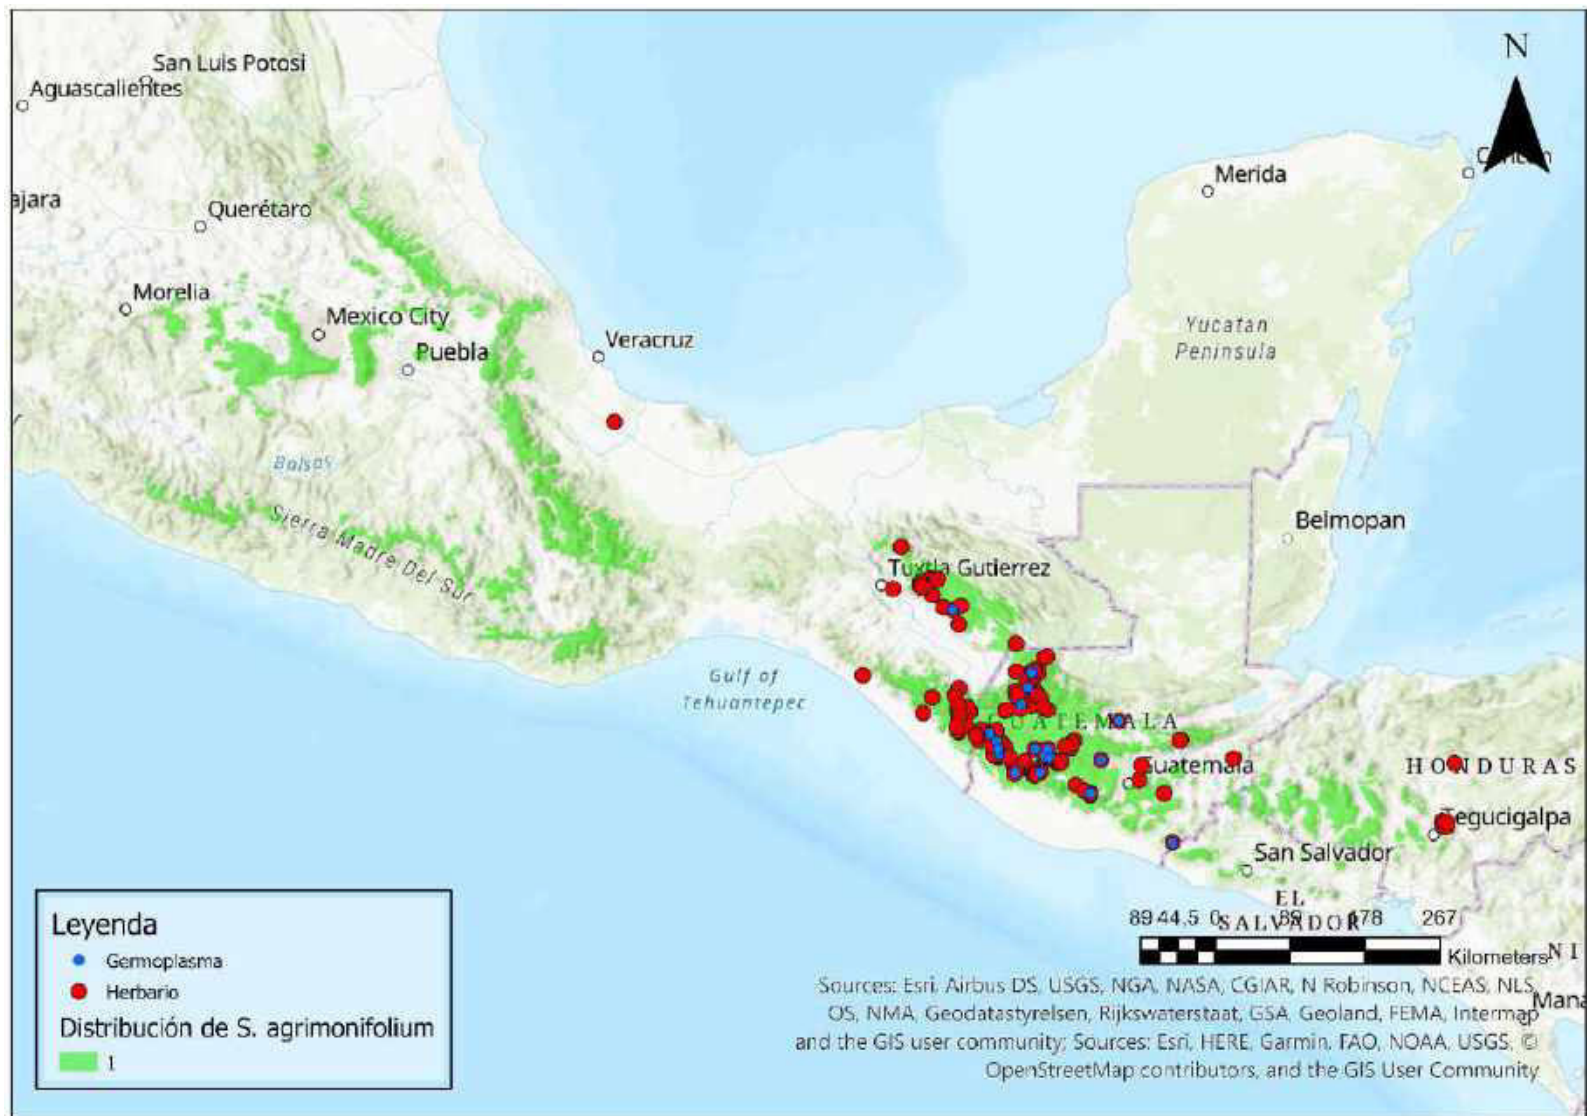 San Luis Potosi
Aguascalientes
N
Merida
ajara
Querétaro
Morelia
Mexico City
Puebla
Veracruz
Yucatan
Peninsula
Balsas
Sierra Madre Del Sur
Belmopan
Tuxtla Gutierrez
Gulf of
Tehuantepec
GUATEMALA
Guatemala
HONDURAS
Tegucigalpa
San Salvador
EL
SALVADOR
89 44,5 0 89 178 267
Kilometers
NI
Mana
Leyenda
Germoplasma
Herbario
Distribución de S. agrimonifolium
1
Sources: Esri, Airbus DS, USGS, NGA, NASA, CGIAR, N Robinson, NCEAS, NLS,
OS, NMA, Geodatastyrelsen, Rijkswaterstaat, GSA, Geoland, FEMA, Intermap
and the GIS user community; Sources: Esri, HERE, Garmin, FAO, NOAA, USGS, ©
OpenStreetMap contributors, and the GIS User Community